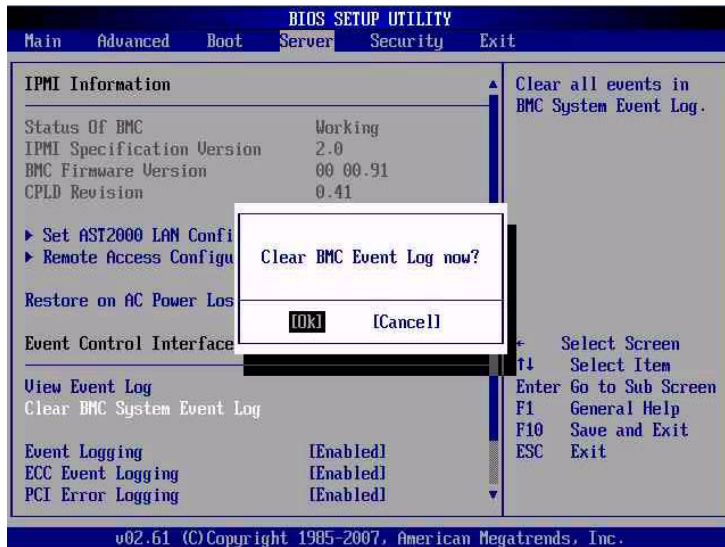 BIOS SETUP UTILITY
Main Advanced Boot Server Security Exit
IPMI Information
Status Of BMC Working
IPMI Specification Version 2.0
BMC Firmware Version 00 00.91
CPLD Revision 0.41
▶ Set AST2000 LAN Confi
▶ Remote Access Configu
Restore on AC Power Los
Event Control Interface
View Event Log
Clear BMC System Event Log
Event Logging [Enabled]
ECC Event Logging [Enabled]
PCI Error Logging [Enabled]
Clear BMC Event Log now?
[Ok] [Cancel]
Clear all events in
BMC System Event Log.
← Select Screen
↑↓ Select Item
Enter Go to Sub Screen
F1 General Help
F10 Save and Exit
ESC Exit
v02.61 (C)Copyright 1985-2007, American Megatrends, Inc.